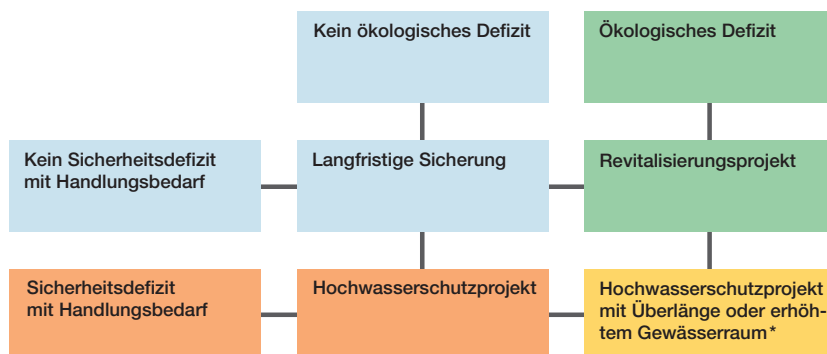 Kein ökologisches Defizit
Ökologisches Defizit
Kein Sicherheitsdefizit
mit Handlungsbedarf
Langfristige Sicherung
Revitalisierungsprojekt
Sicherheitsdefizit
mit Handlungsbedarf
Hochwasserschutzprojekt
Hochwasserschutzprojekt
mit Überlänge oder erhöh-
tem Gewässerraum*